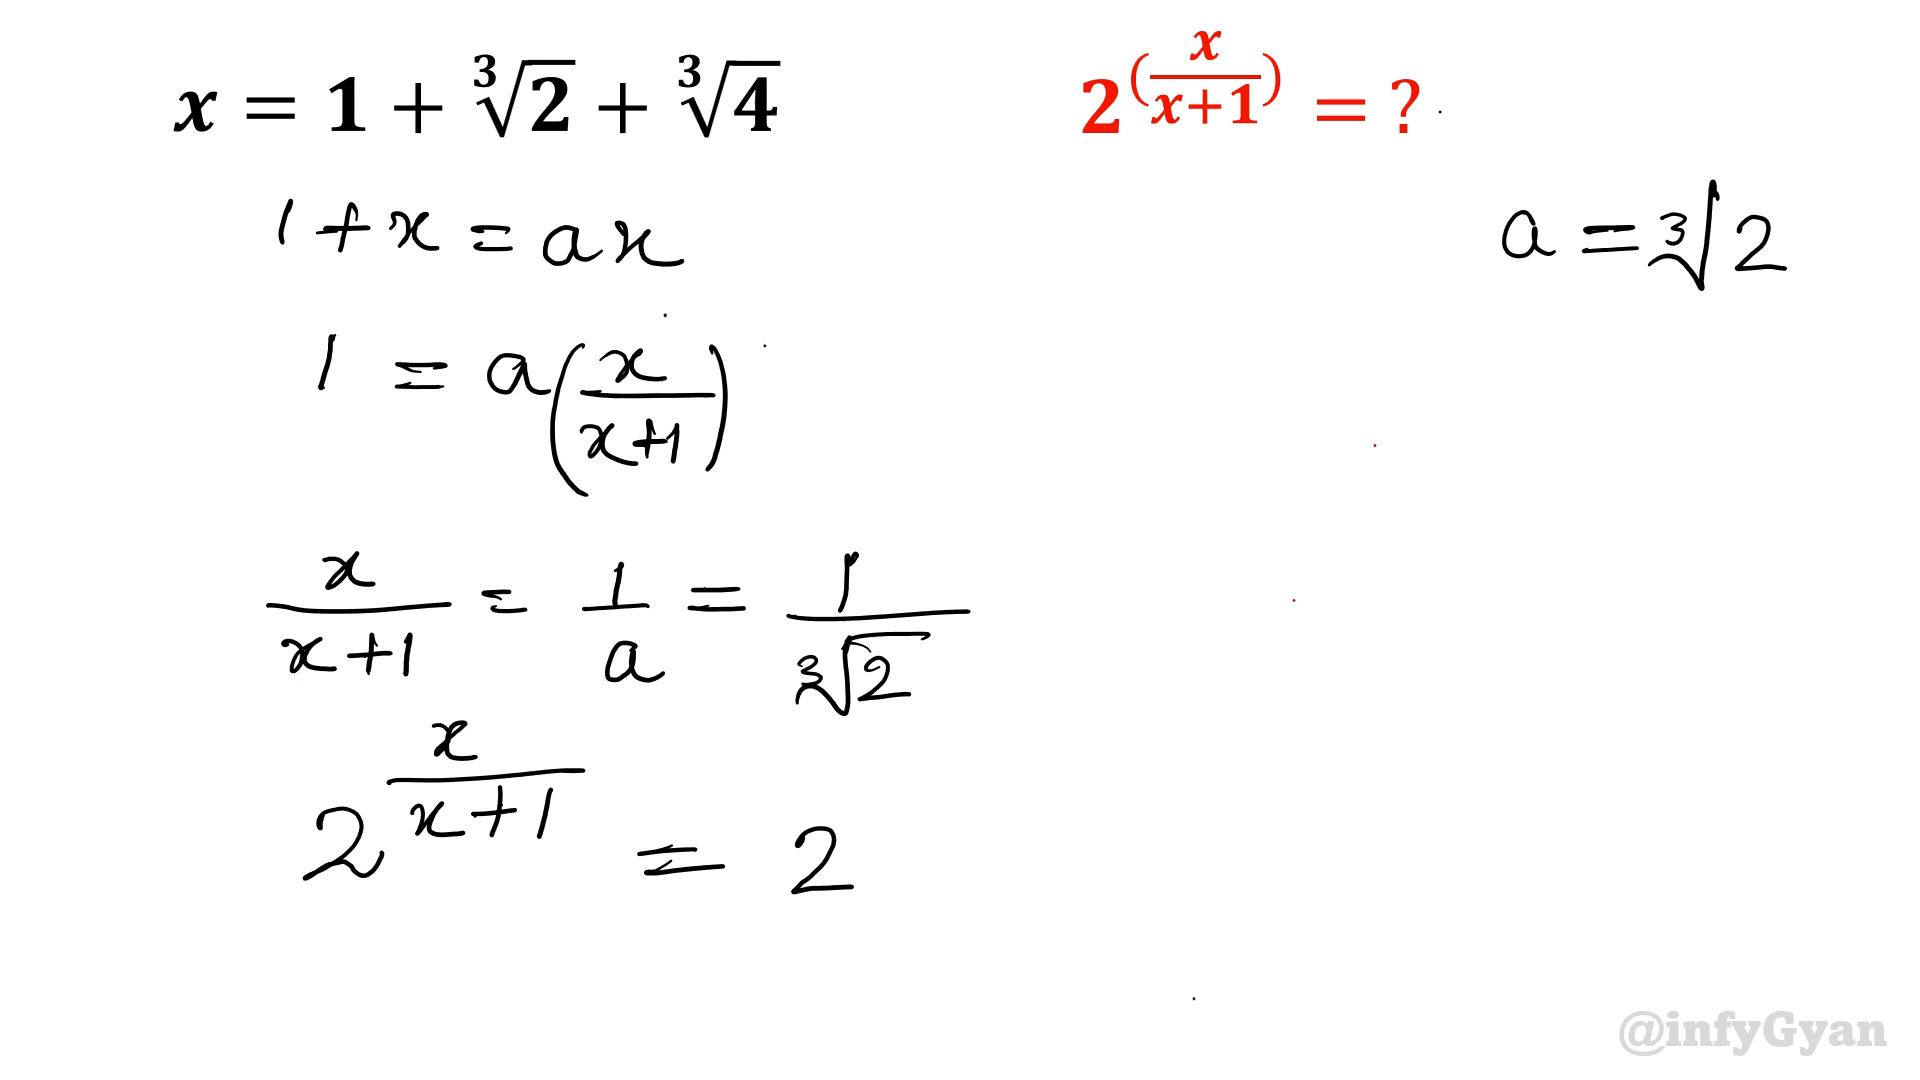 x = 1 + ∛2 + ∛4
2^(x/(x+1)) = ?
a = ∛2
1 + x = ax
1 = a(x/(x+1))
x/(x+1) = 1/a = 1/∛2
2^(x/(x+1)) = 2
@infyGyan